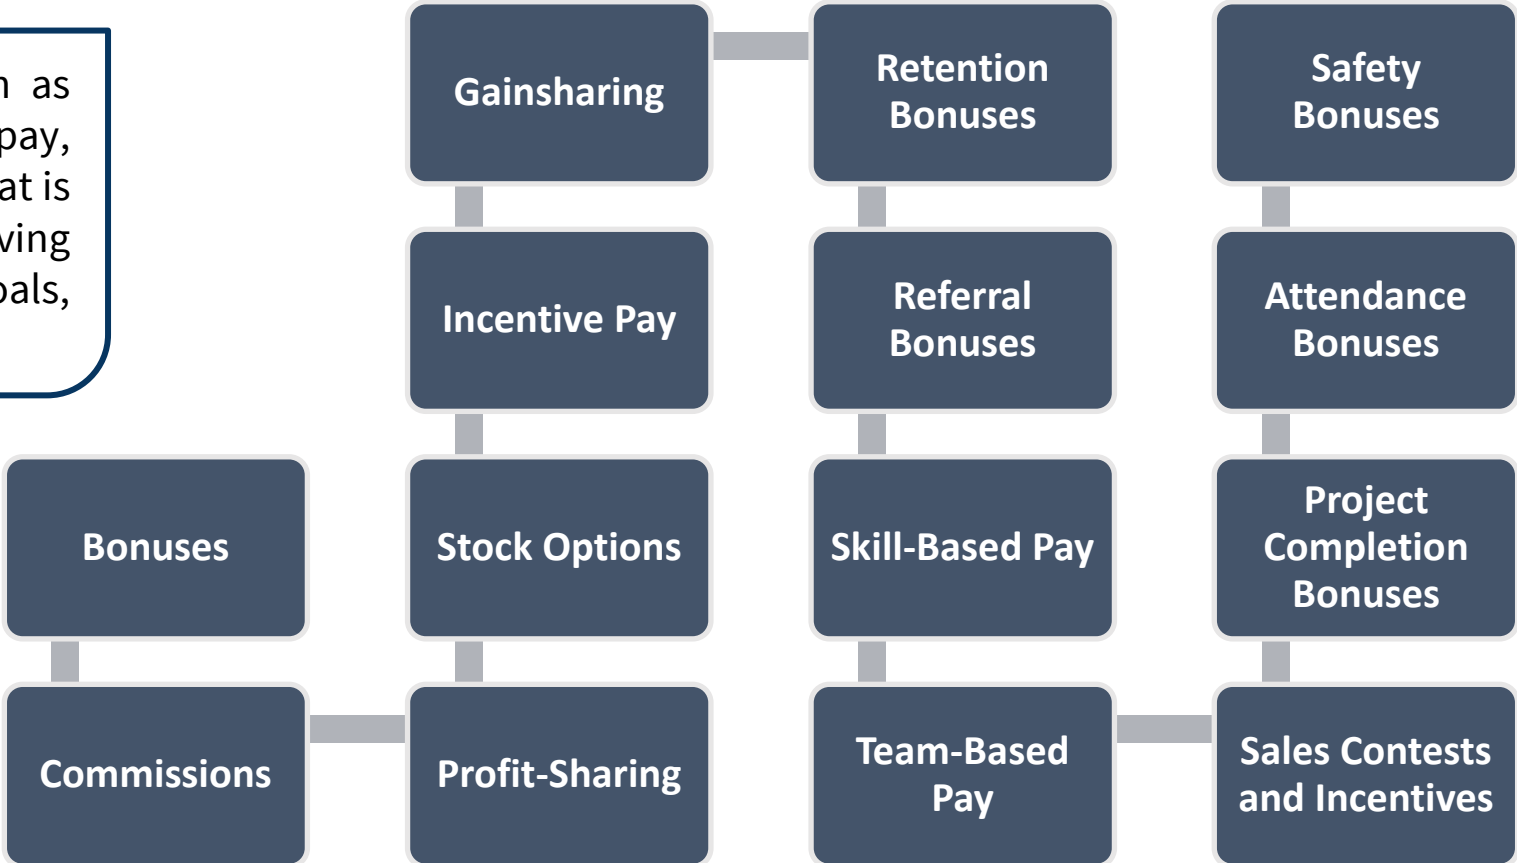 as
pay,
at is
ving
oals,
Bonuses
Commissions
Profit-Sharing
Stock Options
Incentive Pay
Gainsharing
Retention
Bonuses
Referral
Bonuses
Skill-Based Pay
Team-Based
Pay
Sales Contests
and Incentives
Project
Completion
Bonuses
Attendance
Bonuses
Safety
Bonuses